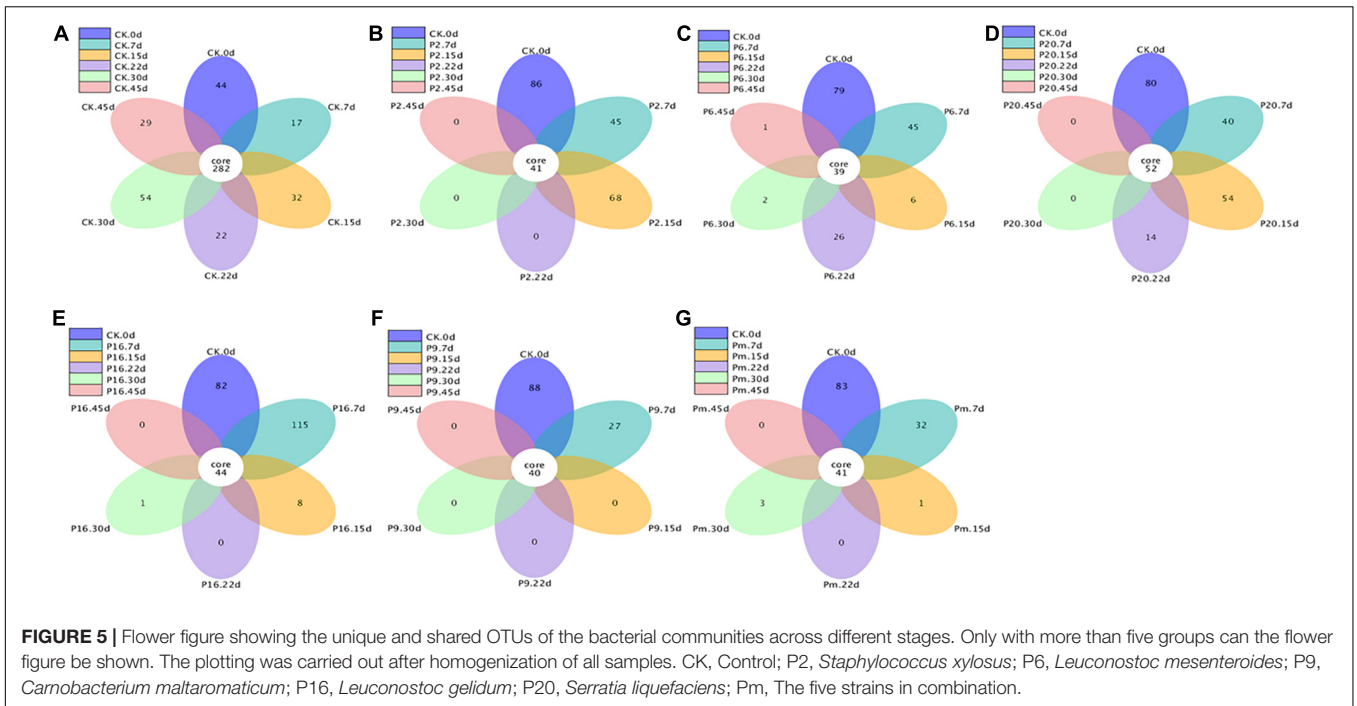 A
CK.0d
CK.7d
CK.15d
CK.22d
CK.30d
CK.45d
CK.0d
44
CK.45d
29
CK.7d
17
core
282
54
32
CK.30d
CK.15d
22
CK.22d
B
CK.0d
P2.7d
P2.15d
P2.22d
P2.30d
P2.45d
CK.0d
86
P2.45d
0
P2.7d
45
core
41
0
68
P2.30d
P2.15d
0
P2.22d
C
CK.0d
P6.7d
P6.15d
P6.22d
P6.30d
P6.45d
CK.0d
79
P6.45d
1
P6.7d
45
core
39
2
6
P6.30d
P6.15d
26
P6.22d
D
CK.0d
P20.7d
P20.15d
P20.22d
P20.30d
P20.45d
CK.0d
80
P20.45d
0
P20.7d
40
core
52
0
54
P20.30d
P20.15d
14
P20.22d
E
CK.0d
P16.7d
P16.15d
P16.22d
P16.30d
P16.45d
CK.0d
82
P16.45d
0
P16.7d
115
core
44
1
8
P16.30d
P16.15d
0
P16.22d
F
CK.0d
P9.7d
P9.15d
P9.22d
P9.30d
P9.45d
CK.0d
88
P9.45d
0
P9.7d
27
core
40
0
0
P9.30d
P9.15d
0
P9.22d
G
CK.0d
Pm.7d
Pm.15d
Pm.22d
Pm.30d
Pm.45d
CK.0d
83
Pm.45d
0
Pm.7d
32
core
41
3
1
Pm.30d
Pm.15d
0
Pm.22d
FIGURE 5 | Flower figure showing the unique and shared OTUs of the bacterial communities across different stages. Only with more than five groups can the flower
figure be shown. The plotting was carried out after homogenization of all samples. CK, Control; P2, Staphylococcus xylosus; P6, Leuconostoc mesenteroides; P9,
Carnobacterium maltaromaticum; P16, Leuconostoc gelidum; P20, Serratia liquefaciens; Pm, The five strains in combination.